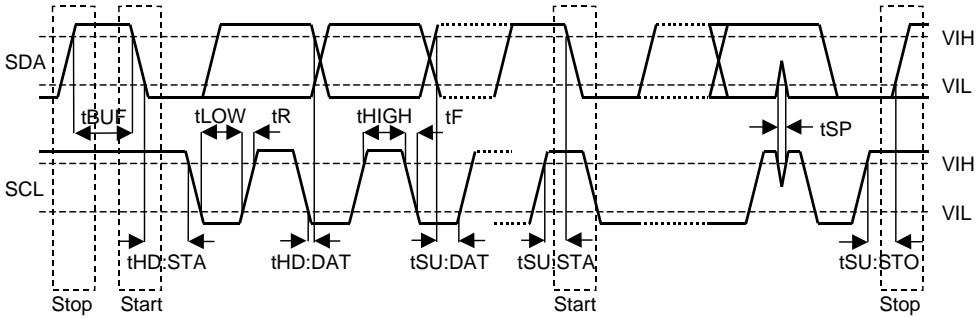 VIH
SDA
VIL
tBUF tLOW tR tHIGH tF tSP
VIH
SCL
VIL
tHD:STA tHD:DAT tSU:DAT tSU:STA tSU:STO
Stop Start Start Stop